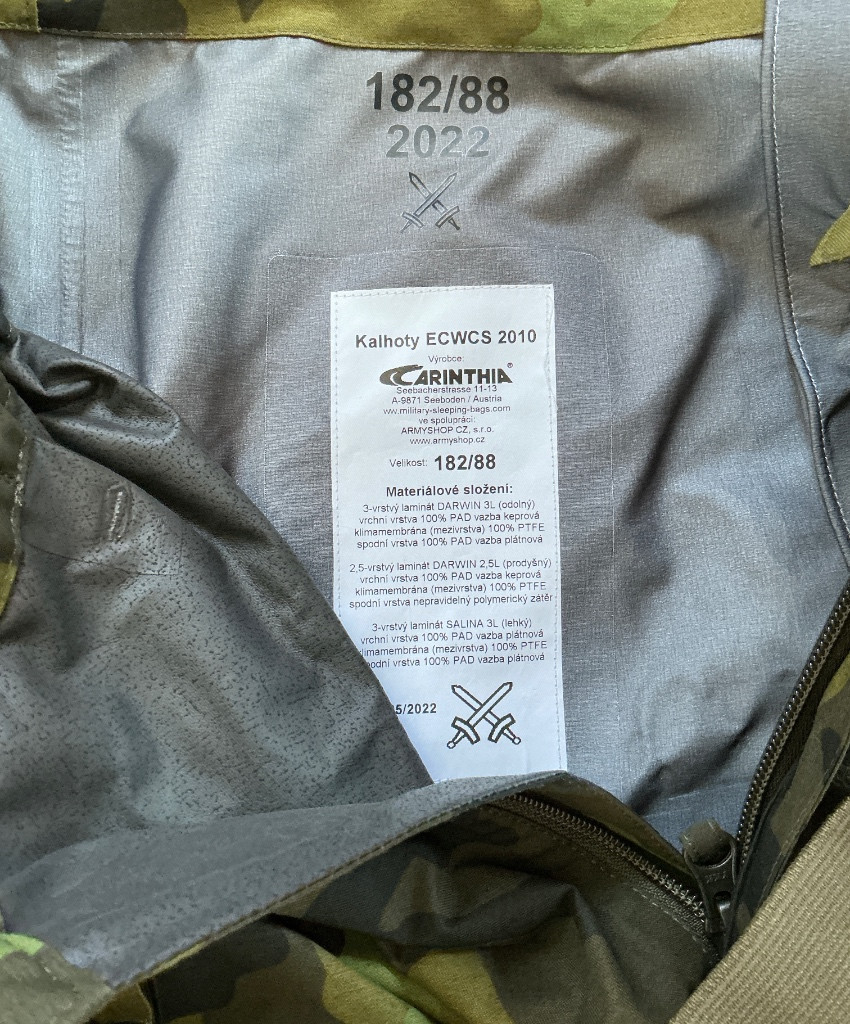 182/88
2022
Kalhoty ECWCS 2010
Výrobce:
CARINTHIA®
Seebacherstrasse 11-13
A-9871 Seeboden / Austria
www.military-sleeping-bags.com
ve spolupráci:
ARMYSHOP CZ, s.r.o.
www.armyshop.cz
Velikost: 182/88
Materiálové složení:
3-vrstvý laminát DARWIN 3L (odolný)
vrchní vrstva 100% PAD vazba keprová
klimamembrána (mezivrstva) 100% PTFE
spodní vrstva 100% PAD vazba plátnová
2,5-vrstvý laminát DARWIN 2,5L (prodyšný)
vrchní vrstva 100% PAD vazba keprová
klimamembrána (mezivrstva) 100% PTFE
spodní vrstva nepravidelný polymerický zátěr
3-vrstvý laminát SALINA 3L (lehký)
vrchní vrstva 100% PAD vazba plátnová
klimamembrána (mezivrstva) 100% PTFE
spodní vrstva 100% PAD vazba plátnová
5/2022